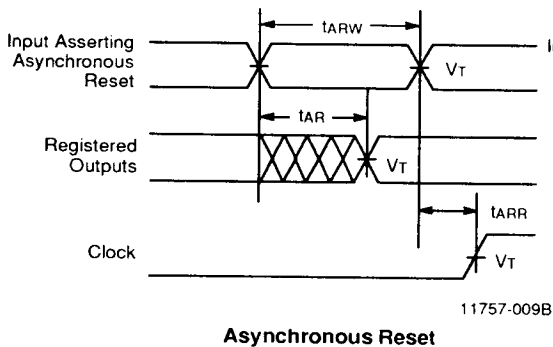 tARW
Input Asserting
Asynchronous
Reset
VT
tAR
Registered
Outputs
VT
tARR
Clock
VT
11757-009B
Asynchronous Reset